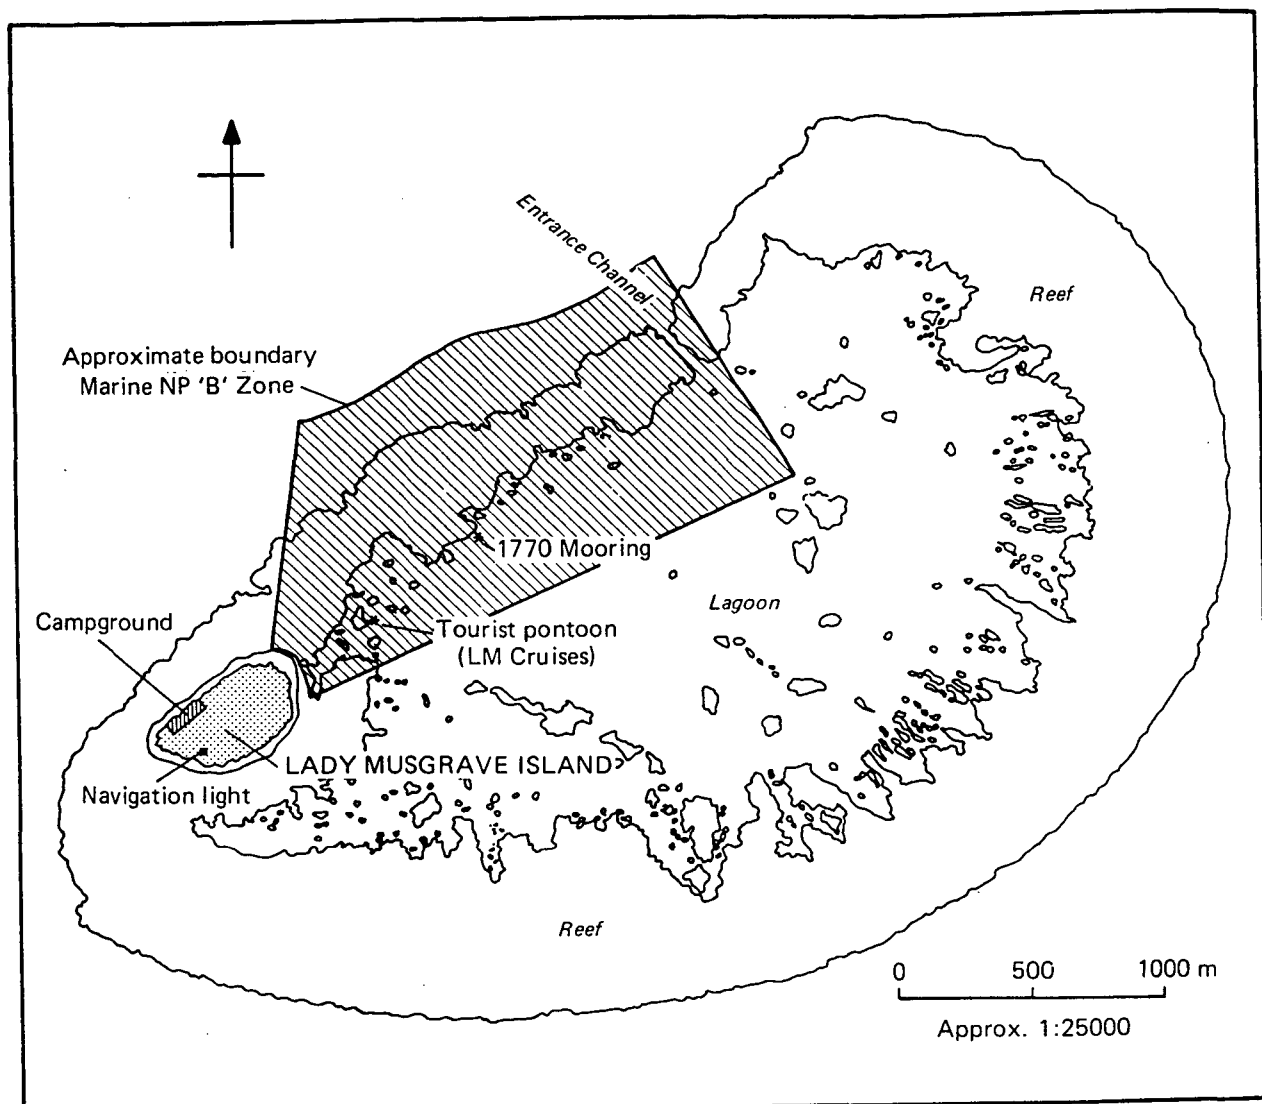 Entrance Channel
Reef
Approximate boundary
Marine NP 'B' Zone
1770 Mooring
Lagoon
Campground
Tourist pontoon
(LM Cruises)
LADY MUSGRAVE ISLAND
Navigation light
Reef
0 500 1000 m
Approx. 1:25000